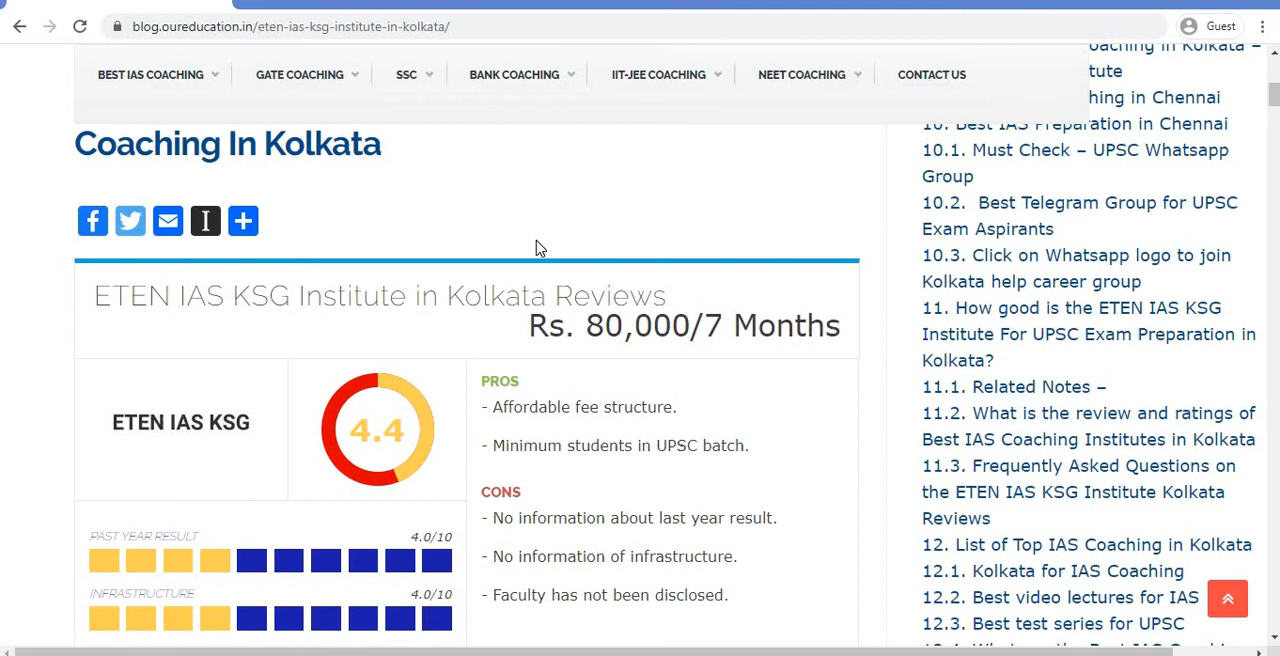 blog.oureducation.in/eten-ias-ksg-institute-in-kolkata/
Guest
BEST IAS COACHING
GATE COACHING
SSC
BANK COACHING
IIT-JEE COACHING
NEET COACHING
CONTACT US
Coaching In Kolkata
ETEN IAS KSG Institute in Kolkata Reviews
Rs. 80,000/7 Months
ETEN IAS KSG
4.4
PROS
- Affordable fee structure.
- Minimum students in UPSC batch.
CONS
- No information about last year result.
- No information of infrastructure.
- Faculty has not been disclosed.
PAST YEAR RESULT 4.0/10
INFRASTRUCTURE 4.0/10
oaching in Kolkata –
tute
hing in Chennai
10. Best IAS Preparation in Chennai
10.1. Must Check – UPSC Whatsapp
Group
10.2. Best Telegram Group for UPSC
Exam Aspirants
10.3. Click on Whatsapp logo to join
Kolkata help career group
11. How good is the ETEN IAS KSG
Institute For UPSC Exam Preparation in
Kolkata?
11.1. Related Notes –
11.2. What is the review and ratings of
Best IAS Coaching Institutes in Kolkata
11.3. Frequently Asked Questions on
the ETEN IAS KSG Institute Kolkata
Reviews
12. List of Top IAS Coaching in Kolkata
12.1. Kolkata for IAS Coaching
12.2. Best video lectures for IAS
12.3. Best test series for UPSC